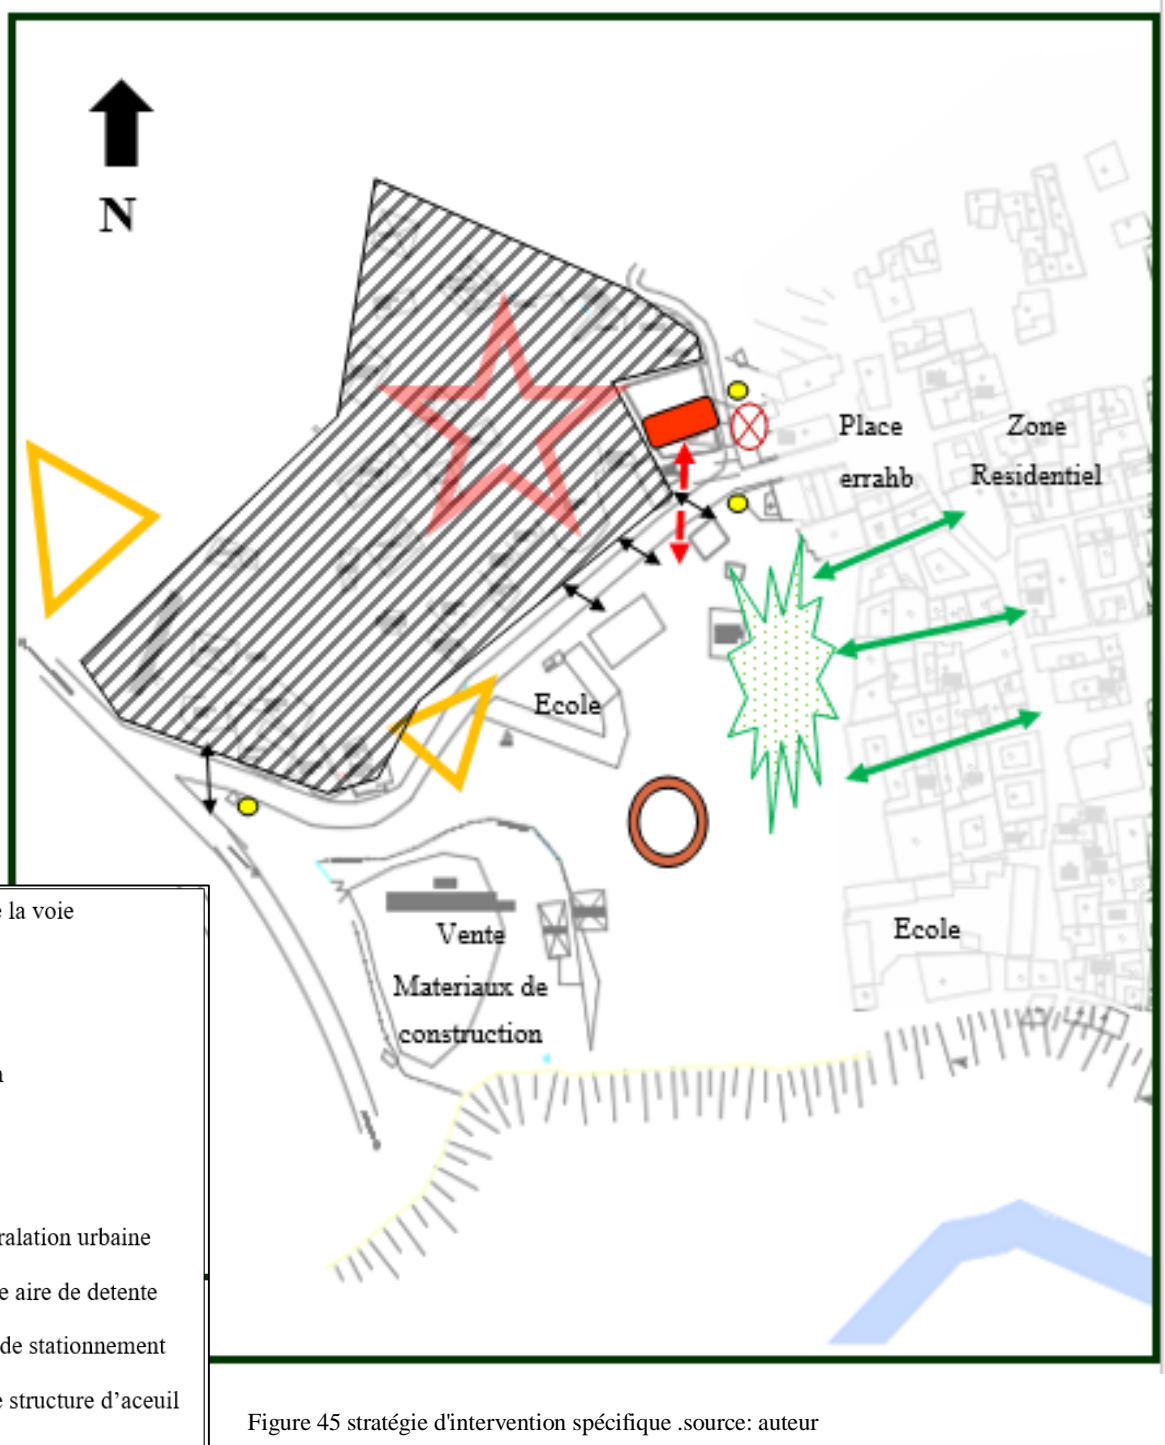 N
Place
errahb
Zone
Residentiel
Ecole
Ecole
Vente
Materiaux de
construction
la voie
ralation urbaine
aire de detente
de stationnement
structure d'aceuil
Figure 45 stratégie d'intervention spécifique .source: auteur